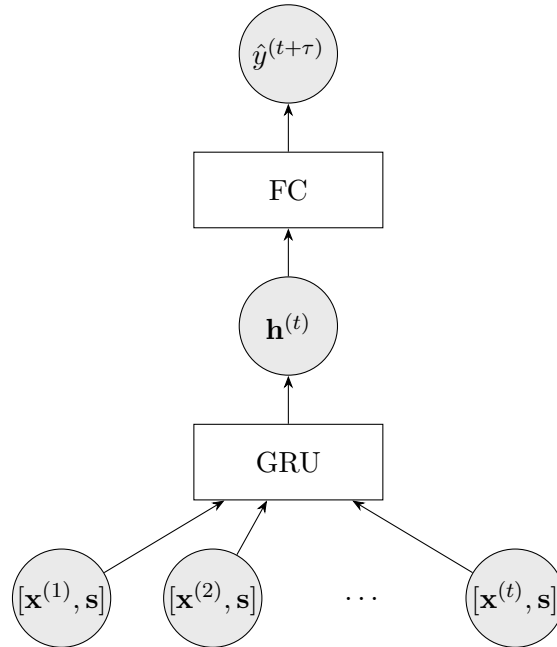 ŷ^(t+τ)
FC
h^(t)
GRU
[x^(1), s] [x^(2), s] ... [x^(t), s]